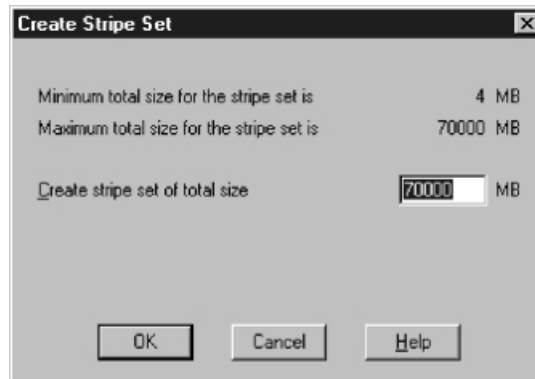 Create Stripe Set
Minimum total size for the stripe set is 4 MB
Maximum total size for the stripe set is 70000 MB
Create stripe set of total size 70000 MB
OK Cancel Help